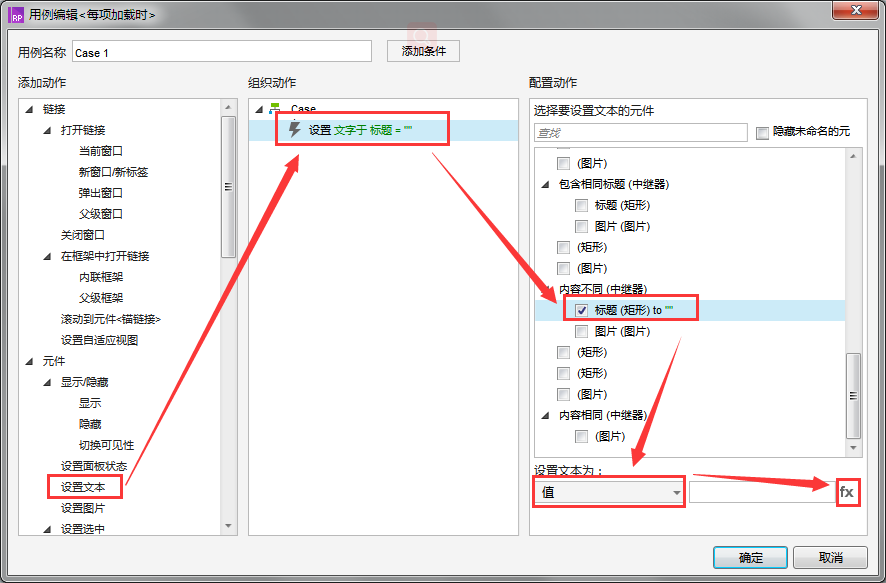 RP 用例编辑<每项加载时>
用例名称 Case 1 添加条件
添加动作
链接
打开链接
当前窗口
新窗口/新标签
弹出窗口
父级窗口
关闭窗口
在框架中打开链接
内联框架
父级框架
滚动到元件<锚链接>
设置自适应视图
元件
显示/隐藏
显示
隐藏
切换可见性
设置面板状态
设置文本
设置图片
设置选中
组织动作
Case
设置 文字于 标题 = ""
配置动作
选择要设置文本的元件
查找 隐藏未命名的元
(图片)
包含相同标题 (中继器)
标题 (矩形)
图片 (图片)
(矩形)
(图片)
内容不同 (中继器)
标题 (矩形) to ""
图片 (图片)
(矩形)
(矩形)
(图片)
内容相同 (中继器)
(图片)
设置文本为：
值 fx
确定 取消